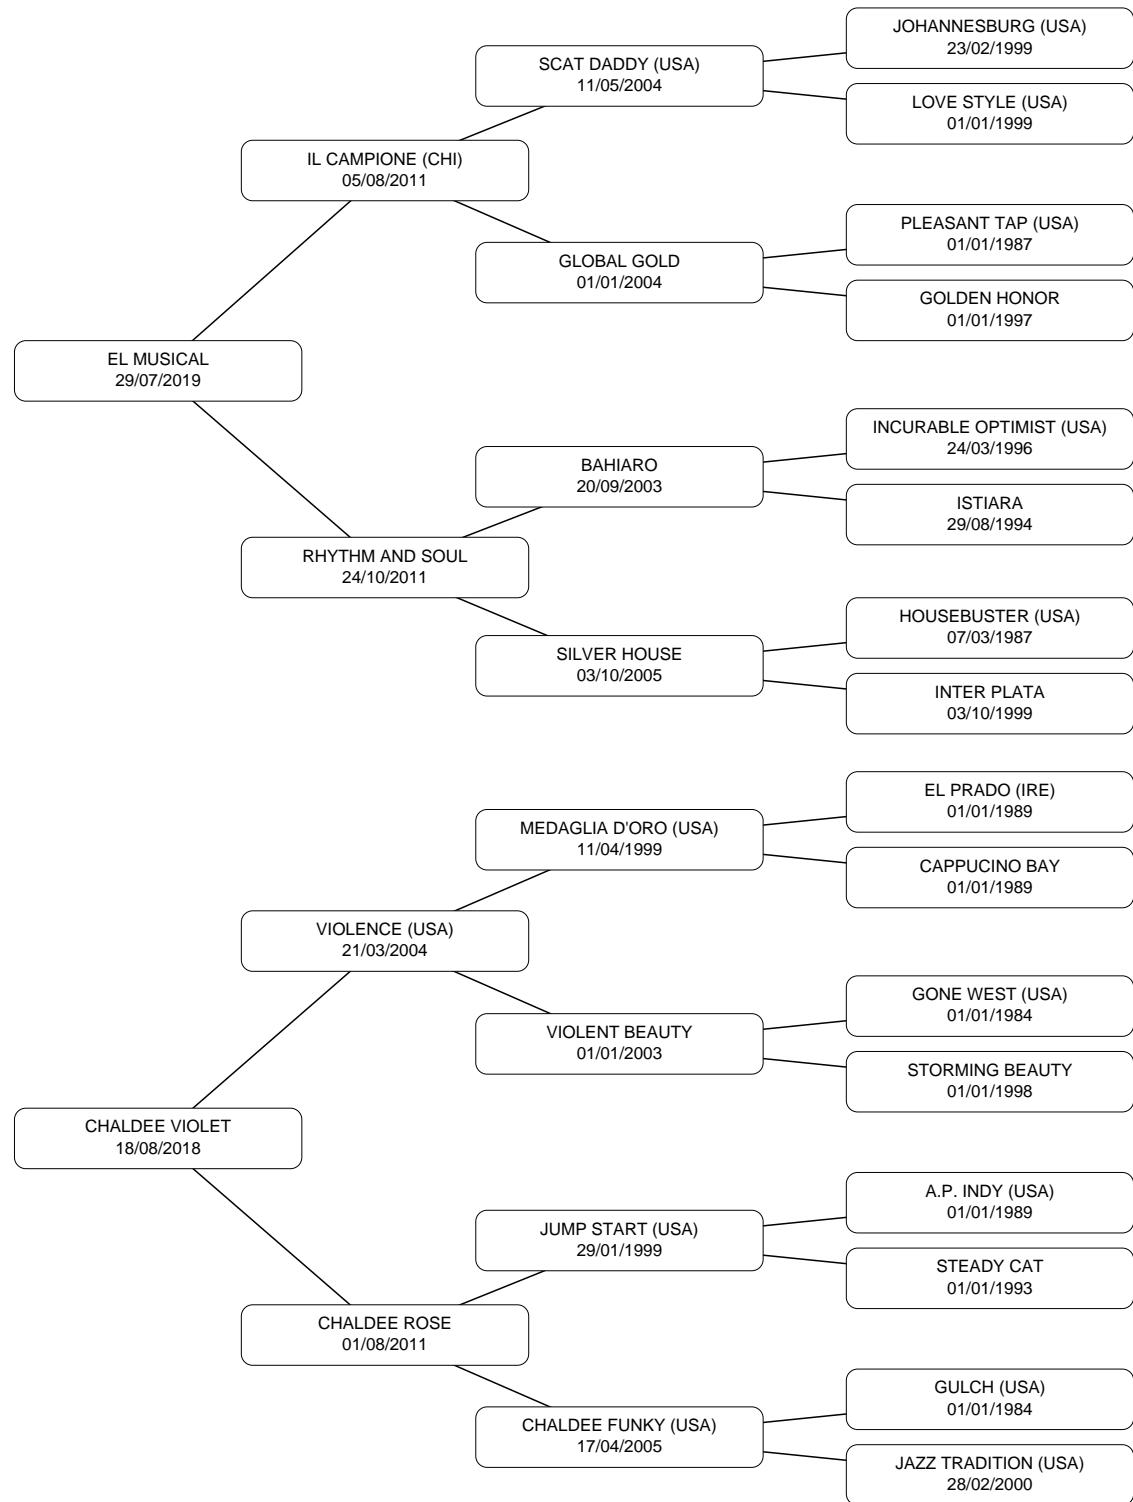 JOHANNESBURG (USA)
23/02/1999
SCAT DADDY (USA)
11/05/2004
LOVE STYLE (USA)
01/01/1999
IL CAMPIONE (CHI)
05/08/2011
PLEASANT TAP (USA)
01/01/1987
GLOBAL GOLD
01/01/2004
GOLDEN HONOR
01/01/1997
EL MUSICAL
29/07/2019
INCURABLE OPTIMIST (USA)
24/03/1996
BAHIARO
20/09/2003
ISTIARA
29/08/1994
RHYTHM AND SOUL
24/10/2011
HOUSEBUSTER (USA)
07/03/1987
SILVER HOUSE
03/10/2005
INTER PLATA
03/10/1999
EL PRADO (IRE)
01/01/1989
MEDAGLIA D'ORO (USA)
11/04/1999
CAPPUCINO BAY
01/01/1989
VIOLENCE (USA)
21/03/2004
GONE WEST (USA)
01/01/1984
VIOLENT BEAUTY
01/01/2003
STORMING BEAUTY
01/01/1998
CHALDEE VIOLET
18/08/2018
A.P. INDY (USA)
01/01/1989
JUMP START (USA)
29/01/1999
STEADY CAT
01/01/1993
CHALDEE ROSE
01/08/2011
GULCH (USA)
01/01/1984
CHALDEE FUNKY (USA)
17/04/2005
JAZZ TRADITION (USA)
28/02/2000